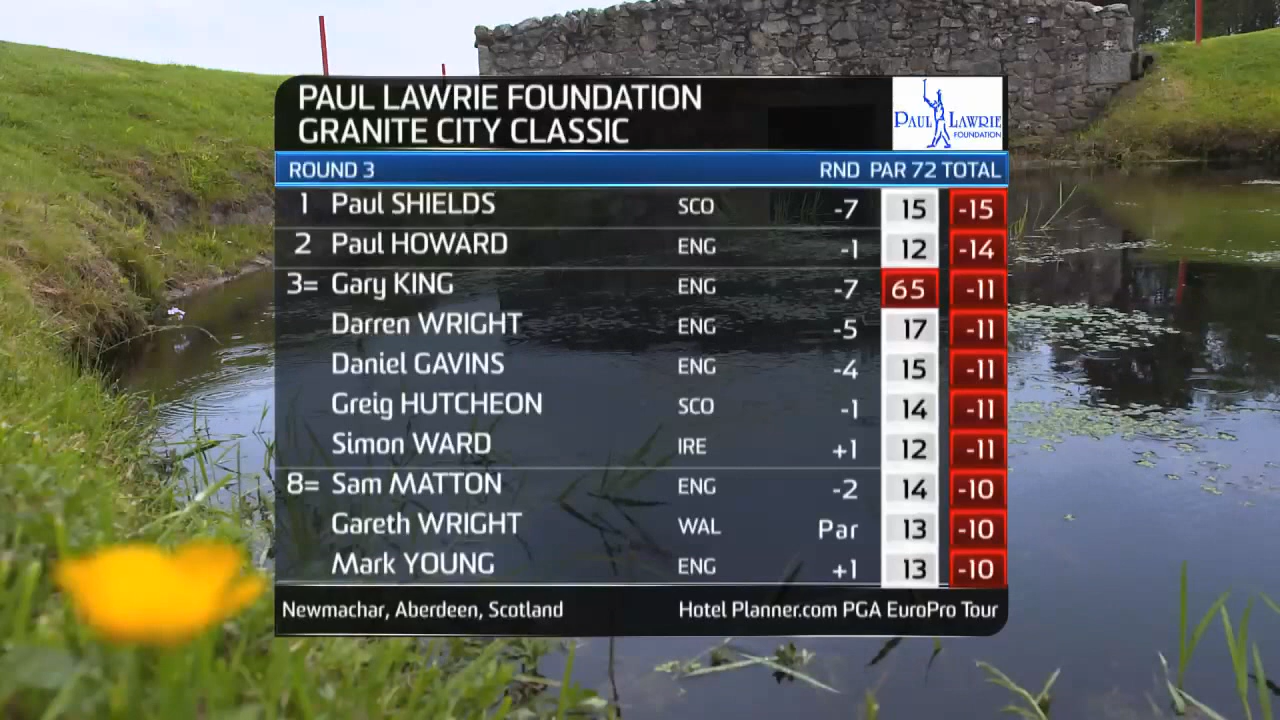 PAUL LAWRIE FOUNDATION
GRANITE CITY CLASSIC
PAUL LAWRIE
FOUNDATION
ROUND 3 RND PAR 72 TOTAL
1 Paul SHIELDS SCO -7 15 -15
2 Paul HOWARD ENG -1 12 -14
3= Gary KING ENG -7 65 -11
Darren WRIGHT ENG -5 17 -11
Daniel GAVINS ENG -4 15 -11
Greig HUTCHEON SCO -1 14 -11
Simon WARD IRE +1 12 -11
8= Sam MATTON ENG -2 14 -10
Gareth WRIGHT WAL Par 13 -10
Mark YOUNG ENG +1 13 -10
Newmachar, Aberdeen, Scotland Hotel Planner.com PGA EuroPro Tour